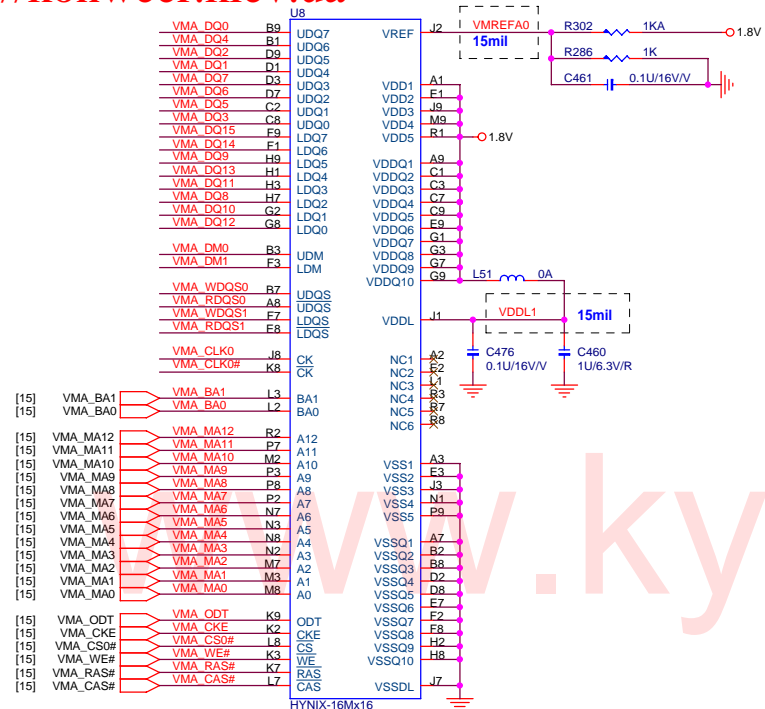 U8
VMA_DQ0 B9 UDQ7
VMA_DQ4 B1 UDQ6
VMA_DQ2 D9 UDQ5
VMA_DQ1 D1 UDQ4
VMA_DQ7 D3 UDQ3
VMA_DQ6 D7 UDQ2
VMA_DQ5 C2 UDQ1
VMA_DQ3 C8 UDQ0
VMA_DQ15 F9 LDQ7
VMA_DQ14 F1 LDQ6
VMA_DQ9 H9 LDQ5
VMA_DQ13 H1 LDQ4
VMA_DQ11 H3 LDQ3
VMA_DQ8 H7 LDQ2
VMA_DQ10 G2 LDQ1
VMA_DQ12 G8 LDQ0
VMA_DM0 B3 UDM
VMA_DM1 F3 LDM
VMA_WDQS0 B7 UDQS
VMA_RDQS0 A8 UDQS
VMA_WDQS1 F7 LDQS
VMA_RDQS1 E8 LDQS
VMA_CLK0 J8 CK
VMA_CLK0# K8 CK
[15] VMA_BA1 VMA_BA1 L3 BA1
[15] VMA_BA0 VMA_BA0 L2 BA0
[15] VMA_MA12 VMA_MA12 R2 A12
[15] VMA_MA11 VMA_MA11 P7 A11
[15] VMA_MA10 VMA_MA10 M2 A10
[15] VMA_MA9 VMA_MA9 P3 A9
[15] VMA_MA8 VMA_MA8 P8 A8
[15] VMA_MA7 VMA_MA7 P2 A7
[15] VMA_MA6 VMA_MA6 N7 A6
[15] VMA_MA5 VMA_MA5 N3 A5
[15] VMA_MA4 VMA_MA4 N8 A4
[15] VMA_MA3 VMA_MA3 N2 A3
[15] VMA_MA2 VMA_MA2 M7 A2
[15] VMA_MA1 VMA_MA1 M3 A1
[15] VMA_MA0 VMA_MA0 M8 A0
[15] VMA_ODT VMA_ODT K9 ODT
[15] VMA_CKE VMA_CKE K2 CKE
[15] VMA_CS0# VMA_CS0# L8 CS
[15] VMA_WE# VMA_WE# K3 WE
[15] VMA_RAS# VMA_RAS# K7 RAS
[15] VMA_CAS# VMA_CAS# L7 CAS
VREF J2 VMREFA0
15mil
R302 1KA 1.8V
R286 1K
C461 0.1U/16V/V
VDD1 A1
VDD2 E1
VDD3 J9
VDD4 M9
VDD5 R1 1.8V
VDDQ1 A9
VDDQ2 C1
VDDQ3 C3
VDDQ4 C7
VDDQ5 C9
VDDQ6 E9
VDDQ7 G1
VDDQ8 G3
VDDQ9 G7
VDDQ10 G9
L51 0A
VDDL J1 VDDL1 15mil
C476
0.1U/16V/V
C460
1U/6.3V/R
NC1 A2
NC2 E2
NC3 L1
NC4 R3
NC5 R7
NC6 R8
VSS1 A3
VSS2 E3
VSS3 J3
VSS4 N1
VSS5 P9
VSSQ1 A7
VSSQ2 B2
VSSQ3 B8
VSSQ4 D2
VSSQ5 D8
VSSQ6 E7
VSSQ7 F2
VSSQ8 F8
VSSQ9 H2
VSSQ10 H8
VSSDL J7
HYNIX-16Mx16
www.ky